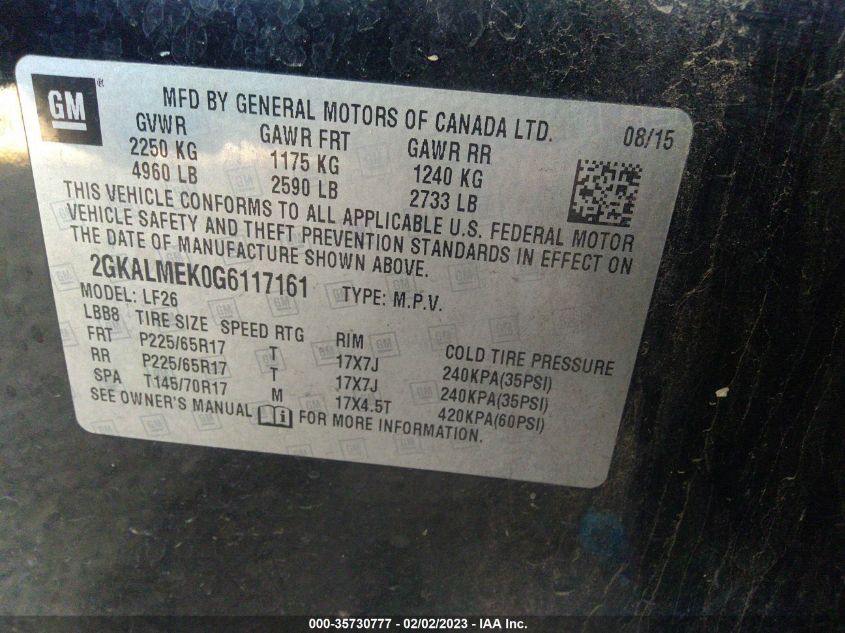 GM ®
MFD BY GENERAL MOTORS OF CANADA LTD. 08/15
GVWR GAWR FRT GAWR RR
2250 KG 1175 KG 1240 KG
4960 LB 2590 LB 2733 LB
THIS VEHICLE CONFORMS TO ALL APPLICABLE U.S. FEDERAL MOTOR
VEHICLE SAFETY AND THEFT PREVENTION STANDARDS IN EFFECT ON
THE DATE OF MANUFACTURE SHOWN ABOVE.
2GKALMEK0G6117161 TYPE: M.P.V.
MODEL: LF26
LBB8 TIRE SIZE SPEED RTG RIM COLD TIRE PRESSURE
FRT P225/65R17 T 17X7J 240KPA(35PSI)
RR P225/65R17 T 17X7J 240KPA(35PSI)
SPA T145/70R17 M 17X4.5T 420KPA(60PSI)
SEE OWNER'S MANUAL i FOR MORE INFORMATION.
000-35730777 - 02/02/2023 - IAA Inc.